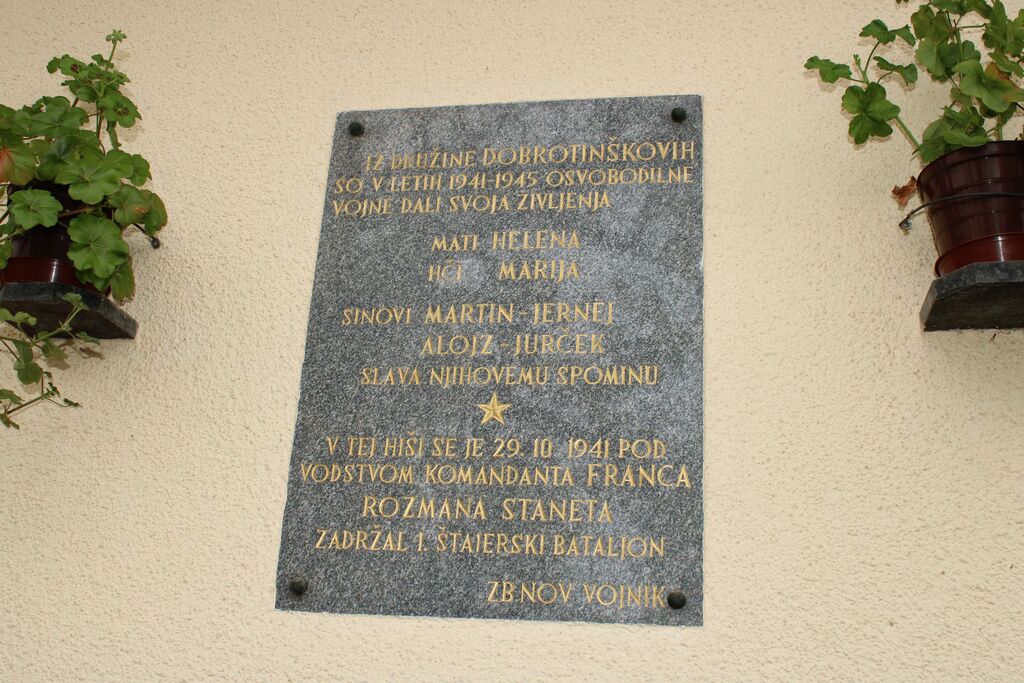 IZ DRUŽINE DOBROTINŠKOVIH
SO V LETIH 1941-1945 OSVOBODILNE
VOJNE DALI SVOJA ŽIVLJENJA
MATI HELENA
HČI MARIJA
SINOVI MARTIN-JERNEJ
ALOJZ-JURČEK
SLAVA NJIHOVEMU SPOMINU
V TEJ HIŠI SE JE 29. 10 1941 POD
VODSTVOM KOMANDANTA FRANCA
ROZMANA STANETA
ZADRŽAL I. ŠTAJERSKI BATALJON
ZB NOV VOJNIK